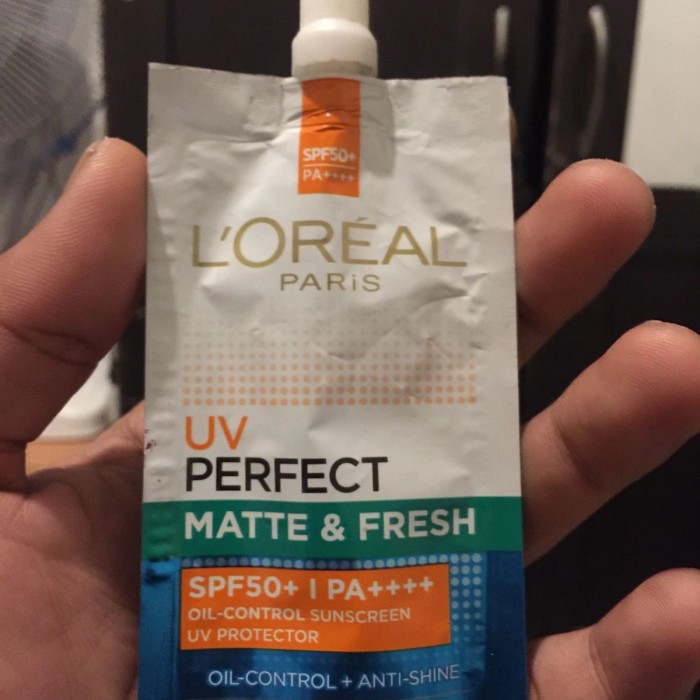 SPF50+
PA++++
L'ORÉAL
PARiS
UV
PERFECT
MATTE & FRESH
SPF50+ | PA++++
OIL-CONTROL SUNSCREEN
UV PROTECTOR
OIL-CONTROL + ANTI-SHINE